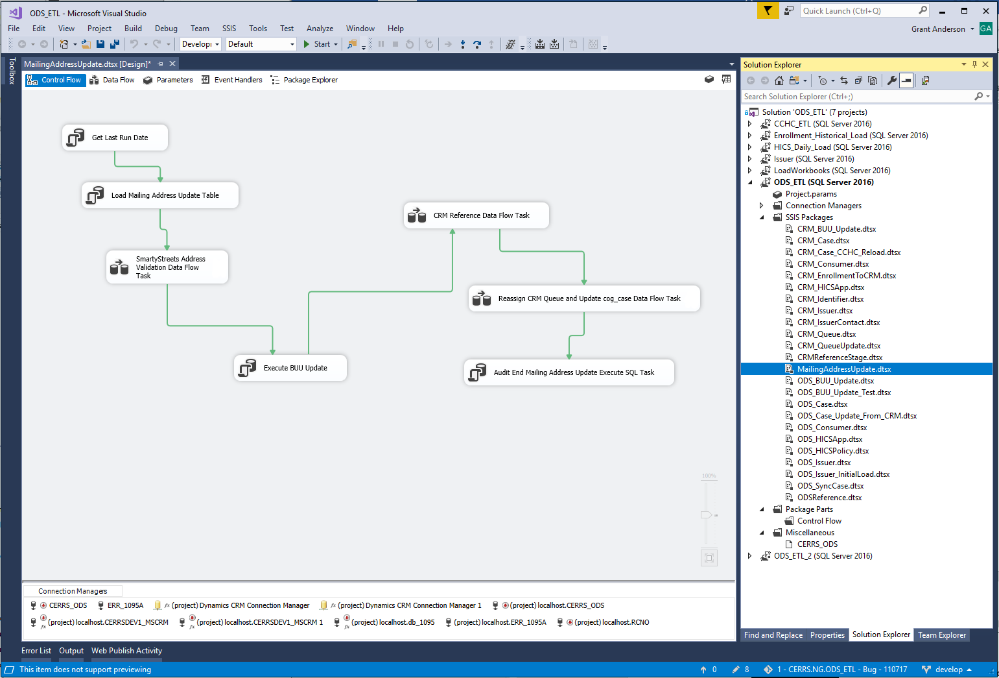 ODS_ETL - Microsoft Visual Studio
Quick Launch (Ctrl+Q)
File Edit View Project Build Debug Team SSIS Tools Test Analyze Window Help
Grant Anderson GA
Develop Default Start
Toolbox
MailingAddressUpdate.dtsx [Design]*
Control Flow Data Flow Parameters Event Handlers Package Explorer
Get Last Run Date
Load Mailing Address Update Table
SmartyStreets Address
Validation Data Flow
Task
Execute BUU Update
CRM Reference Data Flow Task
Reassign CRM Queue and Update cog_case Data Flow Task
Audit End Mailing Address Update Execute SQL Task
100%
Connection Managers
CERRS_ODS ERR_1095A fx (project) Dynamics CRM Connection Manager fx (project) Dynamics CRM Connection Manager 1 (project) localhost.CERRS_ODS
fx (project) localhost.CERRSDEV1_MSCRM fx (project) localhost.CERRSDEV1_MSCRM 1 fx (project) localhost.db_1095 (project) localhost.ERR_1095A (project) localhost.RCNO
Solution Explorer
Search Solution Explorer (Ctrl+;)
Solution 'ODS_ETL' (7 projects)
CCHC_ETL (SQL Server 2016)
Enrollment_Historical_Load (SQL Server 2016)
HICS_Daily_Load (SQL Server 2016)
Issuer (SQL Server 2016)
LoadWorkbooks (SQL Server 2016)
ODS_ETL (SQL Server 2016)
Project.params
Connection Managers
SSIS Packages
CRM_BUU_Update.dtsx
CRM_Case.dtsx
CRM_Case_CCHC_Reload.dtsx
CRM_Consumer.dtsx
CRM_EnrollmentToCRM.dtsx
CRM_HICSApp.dtsx
CRM_Identifier.dtsx
CRM_Issuer.dtsx
CRM_IssuerContact.dtsx
CRM_Queue.dtsx
CRM_QueueUpdate.dtsx
CRMReferenceStage.dtsx
MailingAddressUpdate.dtsx
ODS_BUU_Update.dtsx
ODS_BUU_Update_Test.dtsx
ODS_Case.dtsx
ODS_Case_Update_From_CRM.dtsx
ODS_Consumer.dtsx
ODS_HICSApp.dtsx
ODS_HICSPolicy.dtsx
ODS_Issuer.dtsx
ODS_Issuer_InitialLoad.dtsx
ODS_SyncCase.dtsx
ODSReference.dtsx
Package Parts
Control Flow
Miscellaneous
CERRS_ODS
ODS_ETL_2 (SQL Server 2016)
Find and Replace Properties Solution Explorer Team Explorer
Error List Output Web Publish Activity
This item does not support previewing 0 8 1 - CERRS.NG.ODS_ETL - Bug - 110717 develop